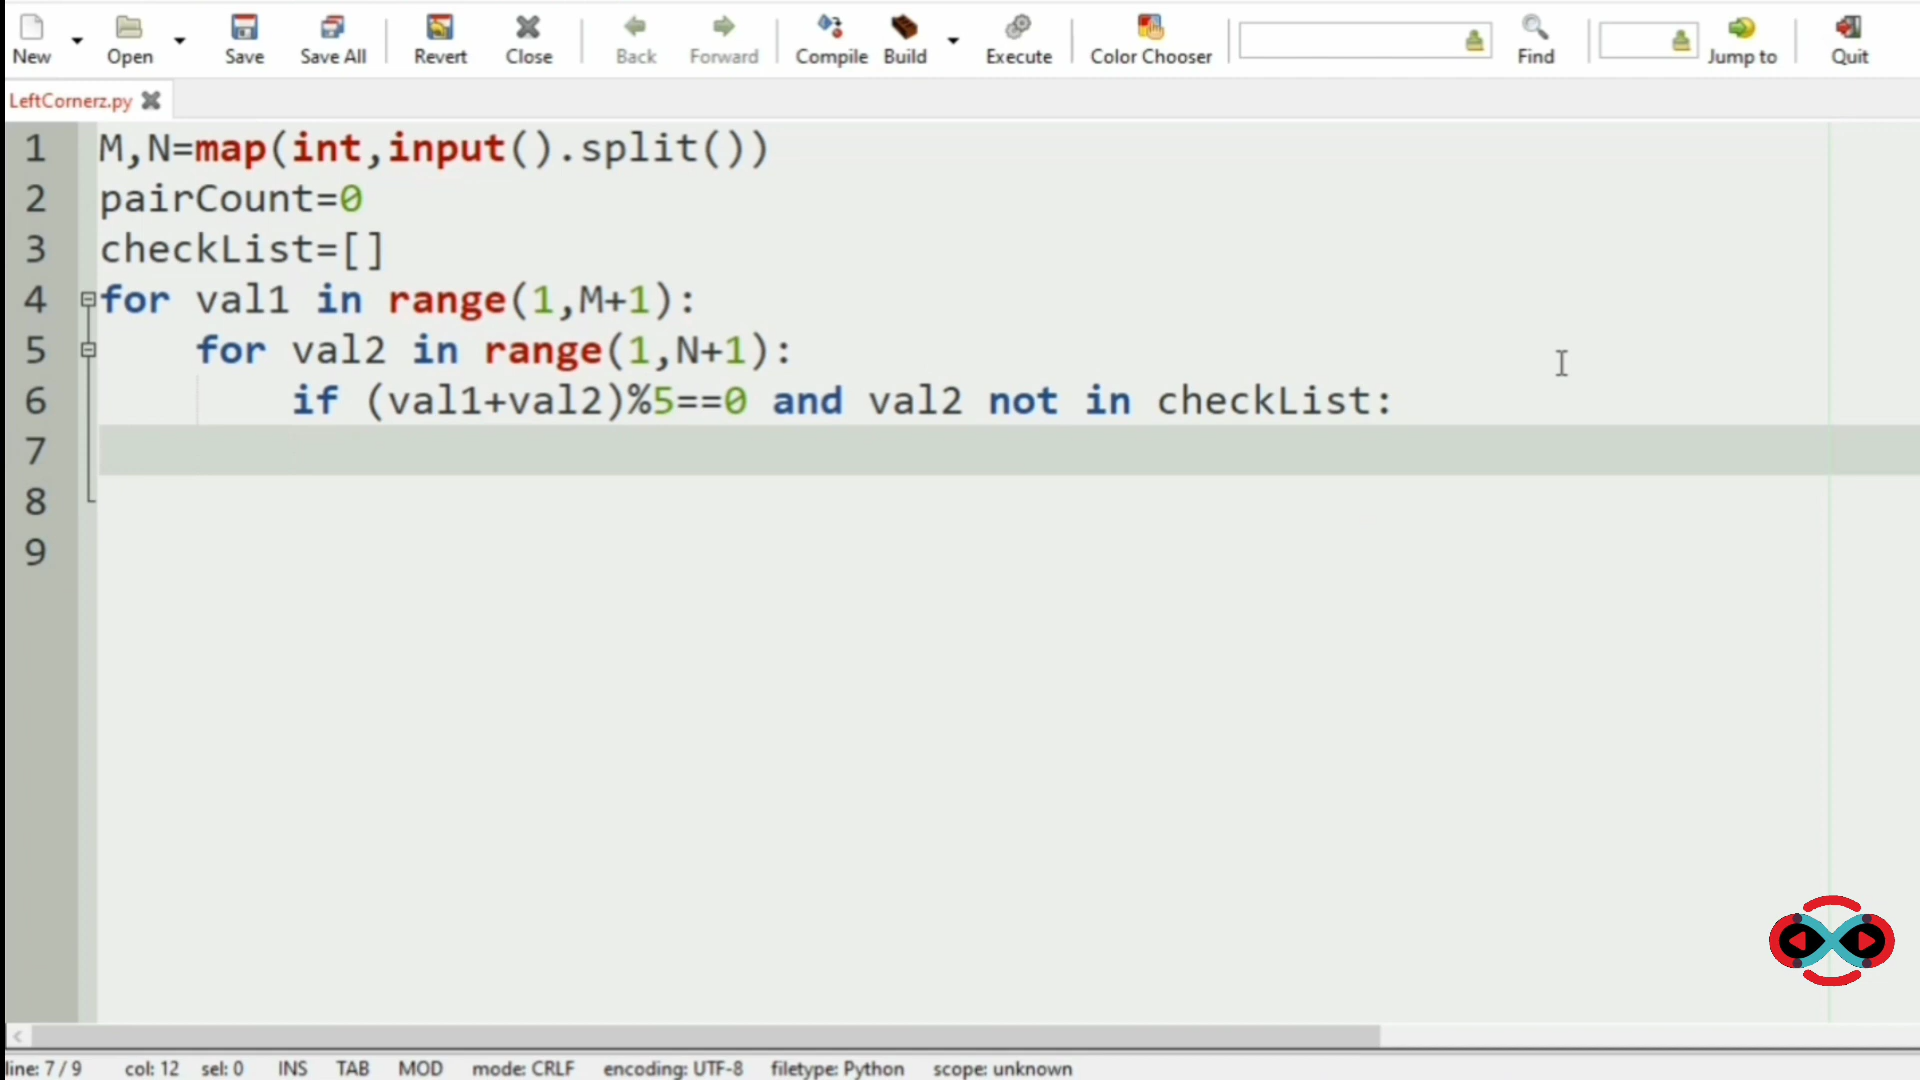 New Open Save Save All Revert Close Back Forward Compile Build Execute Color Chooser Find Jump to Quit
LeftCornerz.py
1 M,N=map(int,input().split())
2 pairCount=0
3 checkList=[]
4 for val1 in range(1,M+1):
5 for val2 in range(1,N+1):
6 if (val1+val2)%5==0 and val2 not in checkList:
7
8
9
line: 7 / 9 col: 12 sel: 0 INS TAB MOD mode: CRLF encoding: UTF-8 filetype: Python scope: unknown